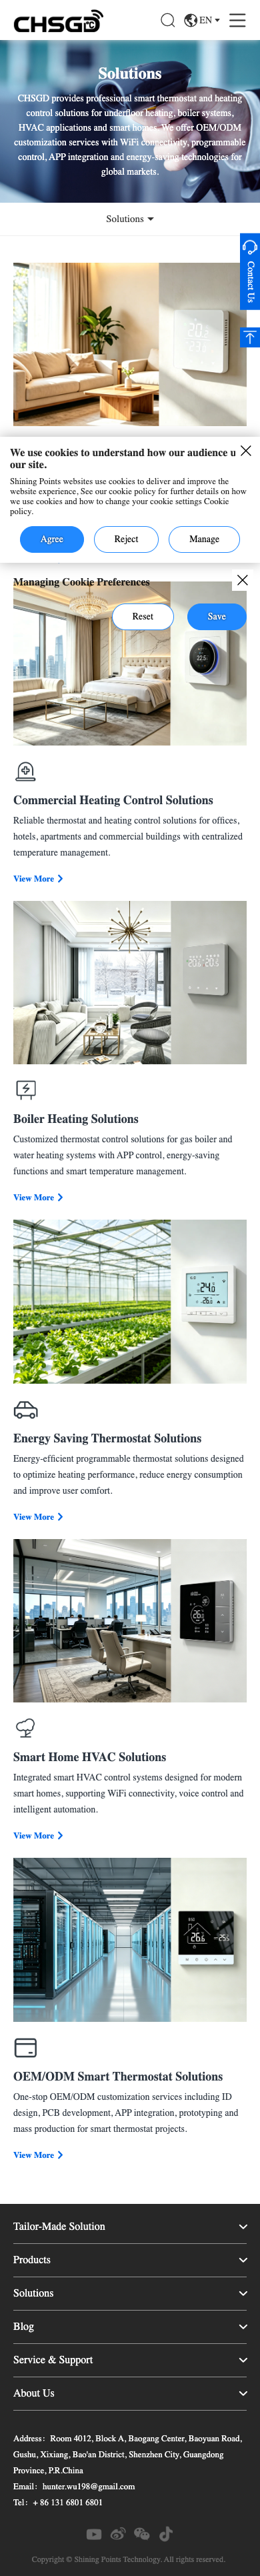 CHSGD
EN
Solutions
CHSGD provides professional smart thermostat and heating
control solutions for underfloor heating, boiler systems,
HVAC applications and smart homes. We offer OEM/ODM
customization services with WiFi connectivity, programmable
control, APP integration and energy-saving technologies for
global markets.
Solutions
Contact Us
We use cookies to understand how our audience u
our site.
Shining Points websites use cookies to deliver and improve the
website experience, See our cookie policy for further details on how
we use cookies and how to change your cookie settings Cookie
policy.
Agree
Reject
Manage
Managing Cookie Preferences
Reset
Save
Commercial Heating Control Solutions
Reliable thermostat and heating control solutions for offices,
hotels, apartments and commercial buildings with centralized
temperature management.
View More
Boiler Heating Solutions
Customized thermostat control solutions for gas boiler and
water heating systems with APP control, energy-saving
functions and smart temperature management.
View More
Energy Saving Thermostat Solutions
Energy-efficient programmable thermostat solutions designed
to optimize heating performance, reduce energy consumption
and improve user comfort.
View More
Smart Home HVAC Solutions
Integrated smart HVAC control systems designed for modern
smart homes, supporting WiFi connectivity, voice control and
intelligent automation.
View More
OEM/ODM Smart Thermostat Solutions
One-stop OEM/ODM customization services including ID
design, PCB development, APP integration, prototyping and
mass production for smart thermostat projects.
View More
Tailor-Made Solution
Products
Solutions
Blog
Service & Support
About Us
Address： Room 4012, Block A, Baogang Center, Baoyuan Road,
Gushu, Xixiang, Bao'an District, Shenzhen City, Guangdong
Province, P.R.China
Email： hunter.wu198@gmail.com
Tel： + 86 131 6801 6801
Copyright © Shining Points Technology. All rights reserved.